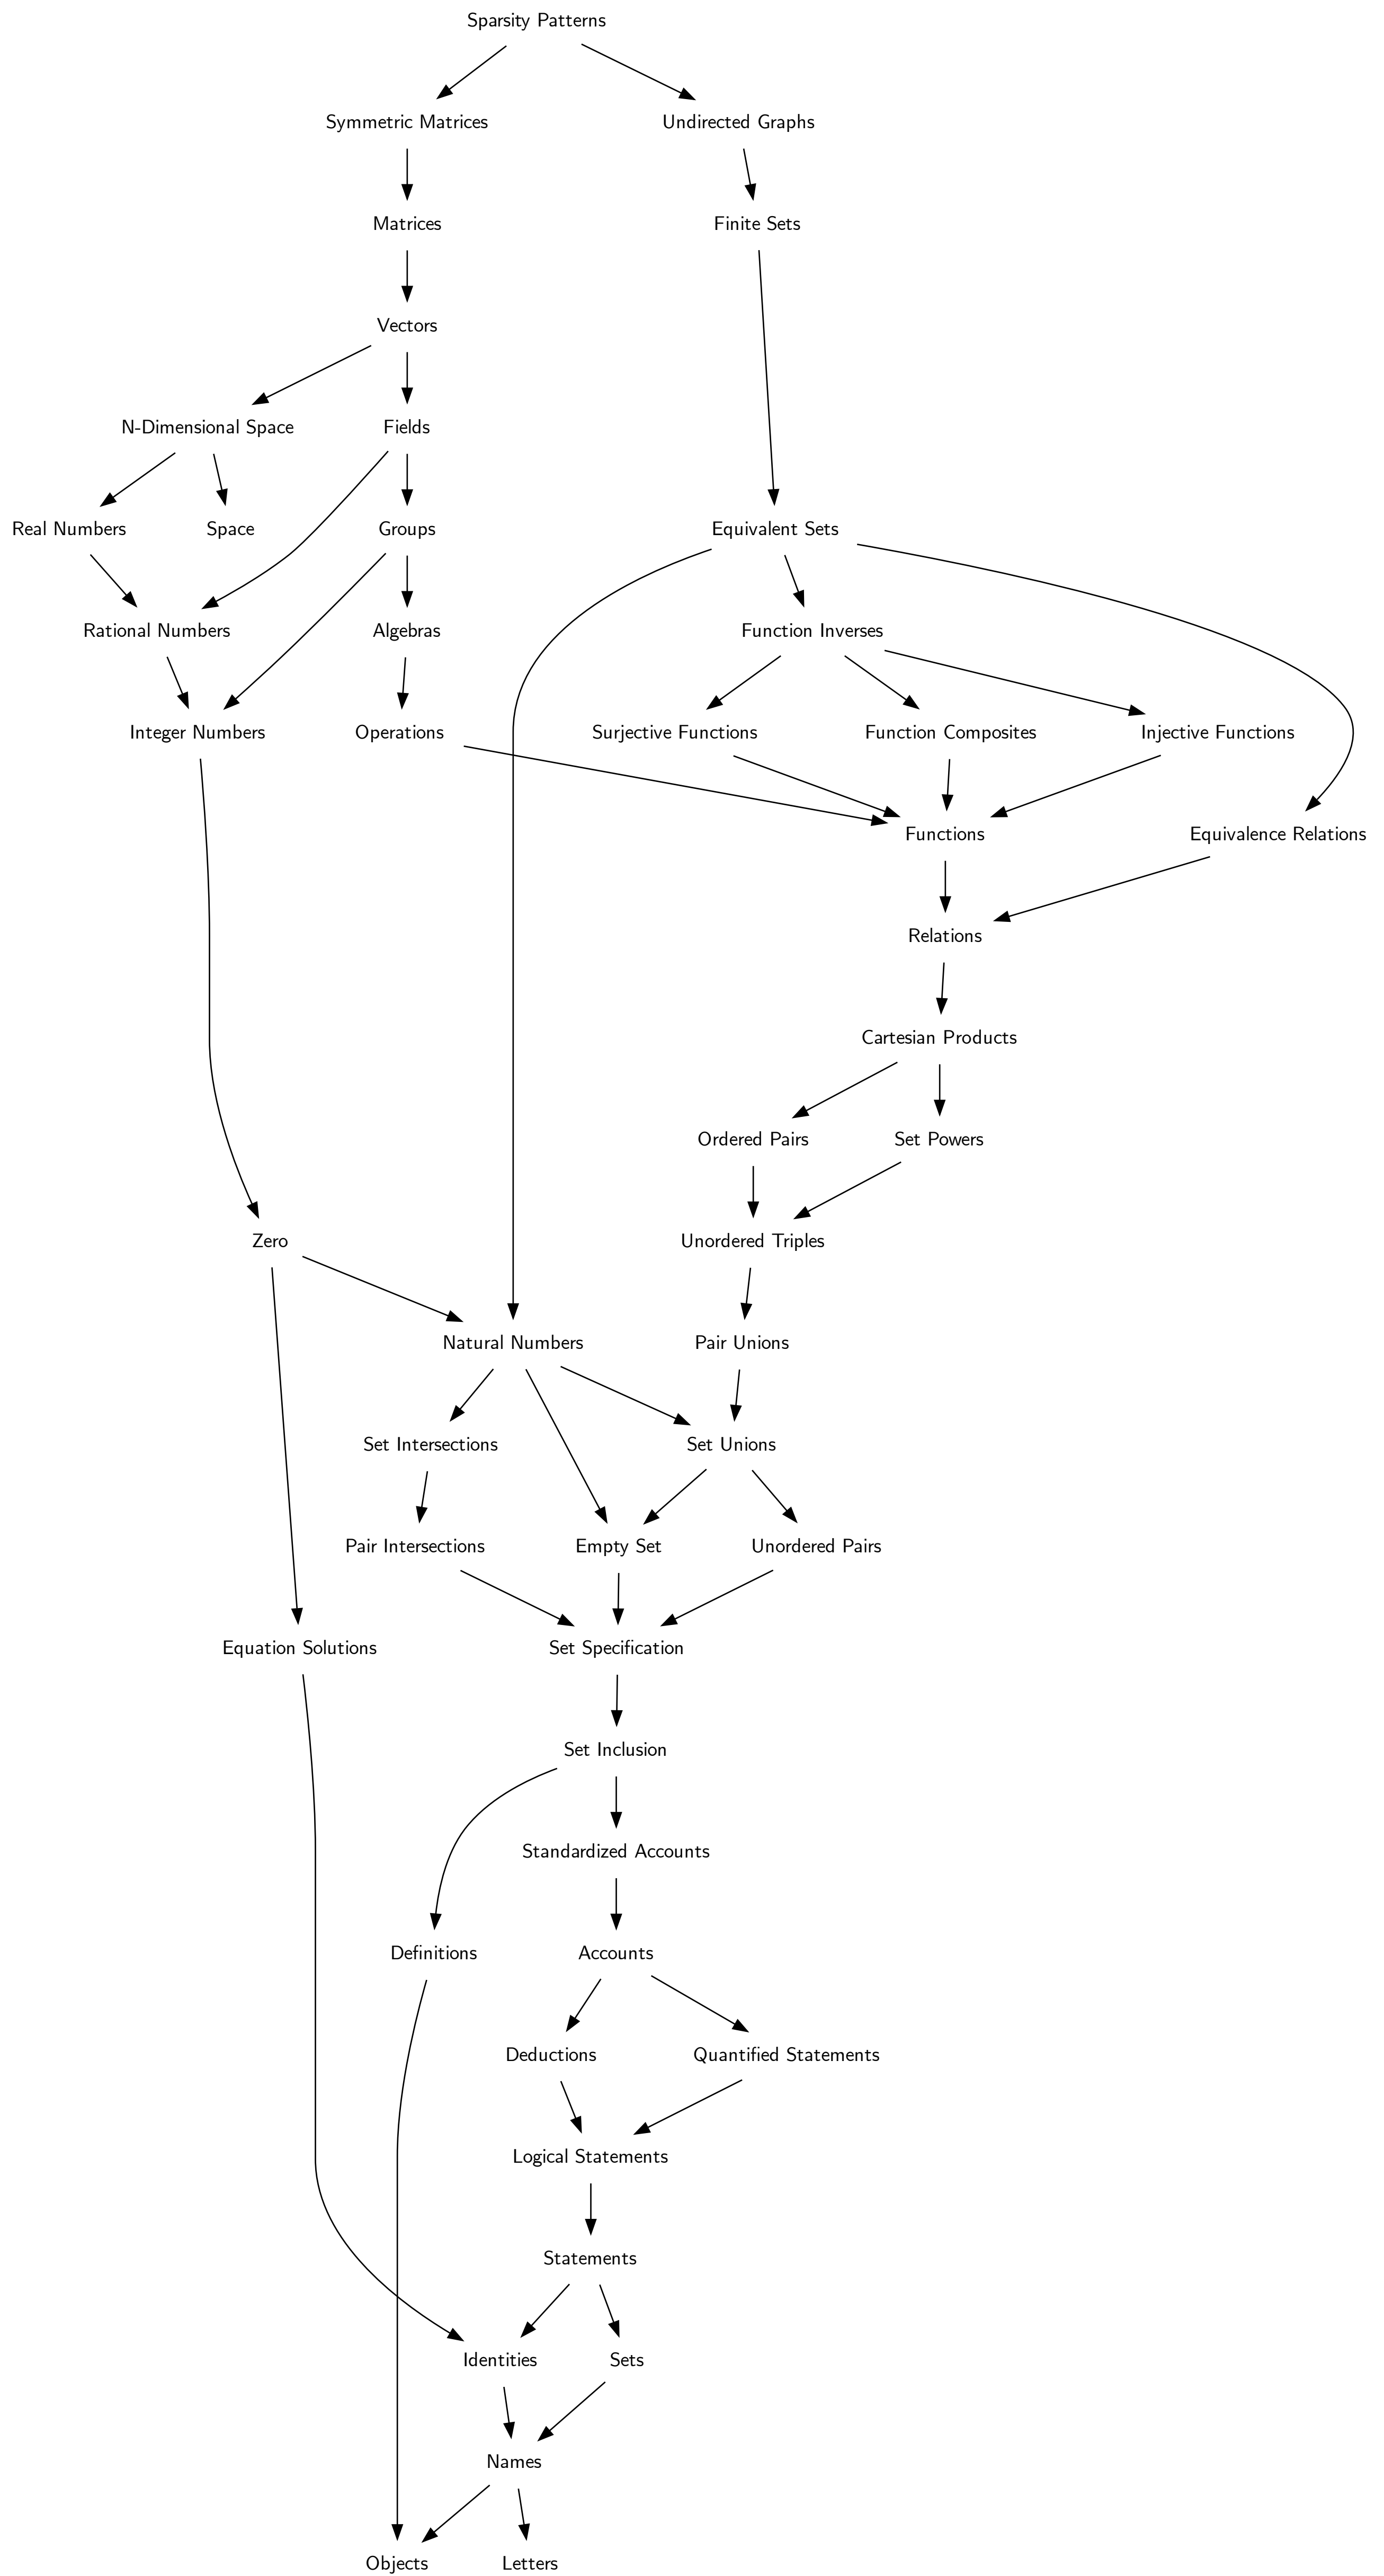 Sparsity Patterns
Symmetric Matrices
Undirected Graphs
Matrices
Finite Sets
Vectors
N-Dimensional Space
Fields
Real Numbers
Space
Groups
Equivalent Sets
Rational Numbers
Algebras
Function Inverses
Integer Numbers
Operations
Surjective Functions
Function Composites
Injective Functions
Functions
Equivalence Relations
Relations
Cartesian Products
Ordered Pairs
Set Powers
Zero
Unordered Triples
Natural Numbers
Pair Unions
Set Intersections
Set Unions
Pair Intersections
Empty Set
Unordered Pairs
Equation Solutions
Set Specification
Set Inclusion
Standardized Accounts
Definitions
Accounts
Deductions
Quantified Statements
Logical Statements
Statements
Identities
Sets
Names
Objects
Letters